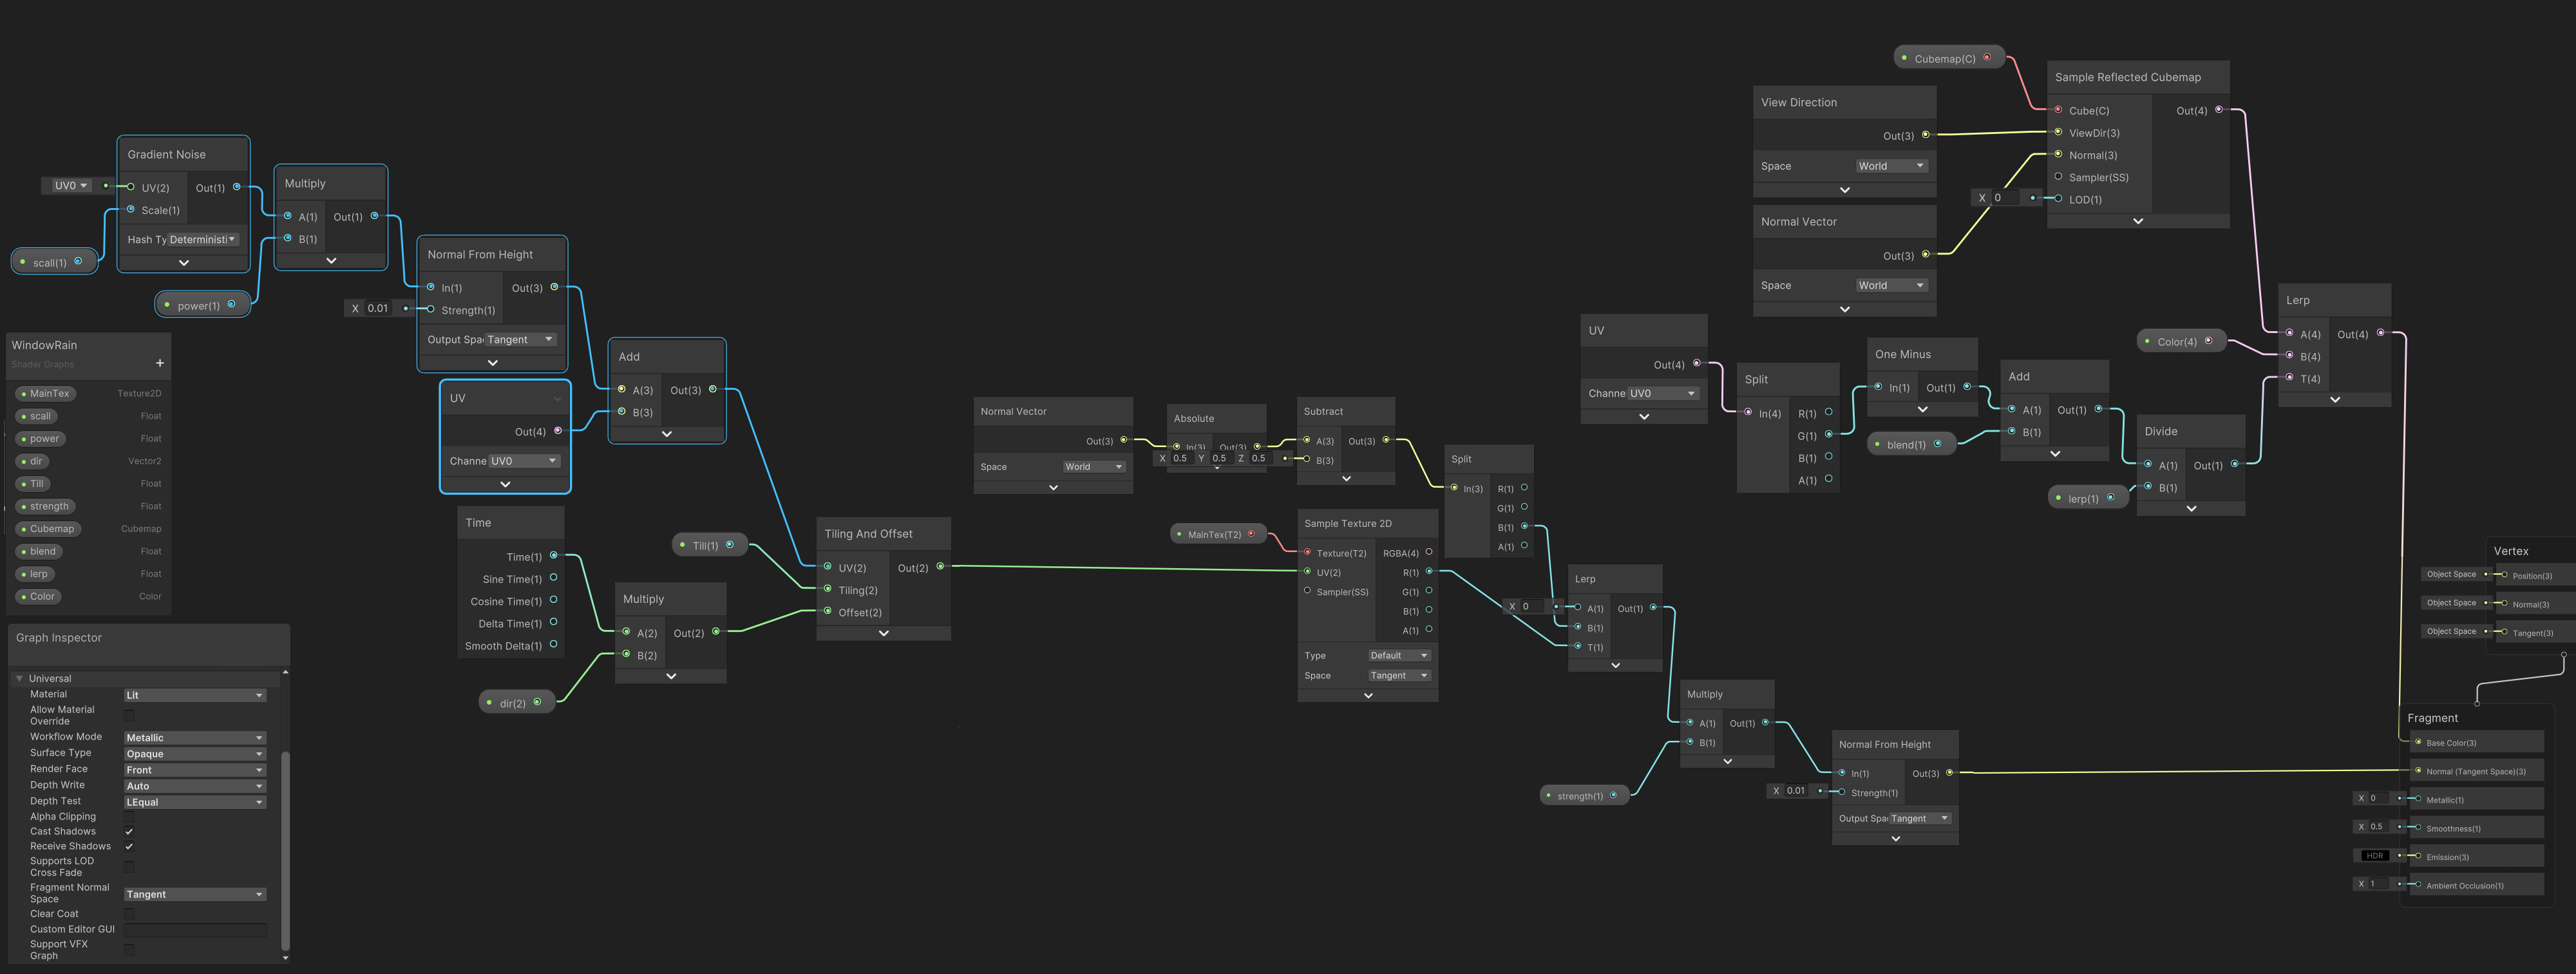 Gradient Noise
UV0
UV(2)
Out(1)
Scale(1)
Hash Ty
Deterministi
scall(1)
Multiply
A(1)
Out(1)
B(1)
power(1)
Normal From Height
In(1)
Out(3)
X 0.01
Strength(1)
Output Spa
Tangent
UV
Out(4)
Channe
UV0
Add
A(3)
Out(3)
B(3)
WindowRain
Shader Graphs
+
MainTex Texture2D
scall Float
power Float
dir Vector2
Till Float
strength Float
Cubemap Cubemap
blend Float
lerp Float
Color Color
Graph Inspector
Universal
Material Lit
Allow Material
Override
Workflow Mode Metallic
Surface Type Opaque
Render Face Front
Depth Write Auto
Depth Test LEqual
Alpha Clipping
Cast Shadows
Receive Shadows
Supports LOD
Cross Fade
Fragment Normal
Space Tangent
Clear Coat
Custom Editor GUI
Support VFX
Graph
Time
Time(1)
Sine Time(1)
Cosine Time(1)
Delta Time(1)
Smooth Delta(1)
dir(2)
Multiply
A(2)
Out(2)
B(2)
Till(1)
Tiling And Offset
UV(2)
Out(2)
Tiling(2)
Offset(2)
Normal Vector
Out(3)
Space World
Absolute
In(3)
Out(3)
X 0.5 Y 0.5 Z 0.5
Subtract
A(3)
Out(3)
B(3)
Split
In(3)
R(1)
G(1)
B(1)
A(1)
MainTex(T2)
Sample Texture 2D
Texture(T2)
RGBA(4)
UV(2)
R(1)
Sampler(SS)
G(1)
B(1)
A(1)
Type Default
Space Tangent
Lerp
X 0
A(1)
Out(1)
B(1)
T(1)
Multiply
A(1)
Out(1)
B(1)
strength(1)
Normal From Height
In(1)
Out(3)
X 0.01
Strength(1)
Output Spa
Tangent
Cubemap(C)
View Direction
Out(3)
Space World
Normal Vector
Out(3)
Space World
Sample Reflected Cubemap
Cube(C)
Out(4)
ViewDir(3)
Normal(3)
Sampler(SS)
X 0
LOD(1)
UV
Out(4)
Channe
UV0
Split
In(4)
R(1)
G(1)
B(1)
A(1)
One Minus
In(1)
Out(1)
blend(1)
Add
A(1)
Out(1)
B(1)
lerp(1)
Divide
A(1)
Out(1)
B(1)
Color(4)
Lerp
A(4)
Out(4)
B(4)
T(4)
Vertex
Object Space Position(3)
Object Space Normal(3)
Object Space Tangent(3)
Fragment
Base Color(3)
Normal (Tangent Space)(3)
X 0 Metallic(1)
X 0.5 Smoothness(1)
HDR Emission(3)
X 1 Ambient Occlusion(1)